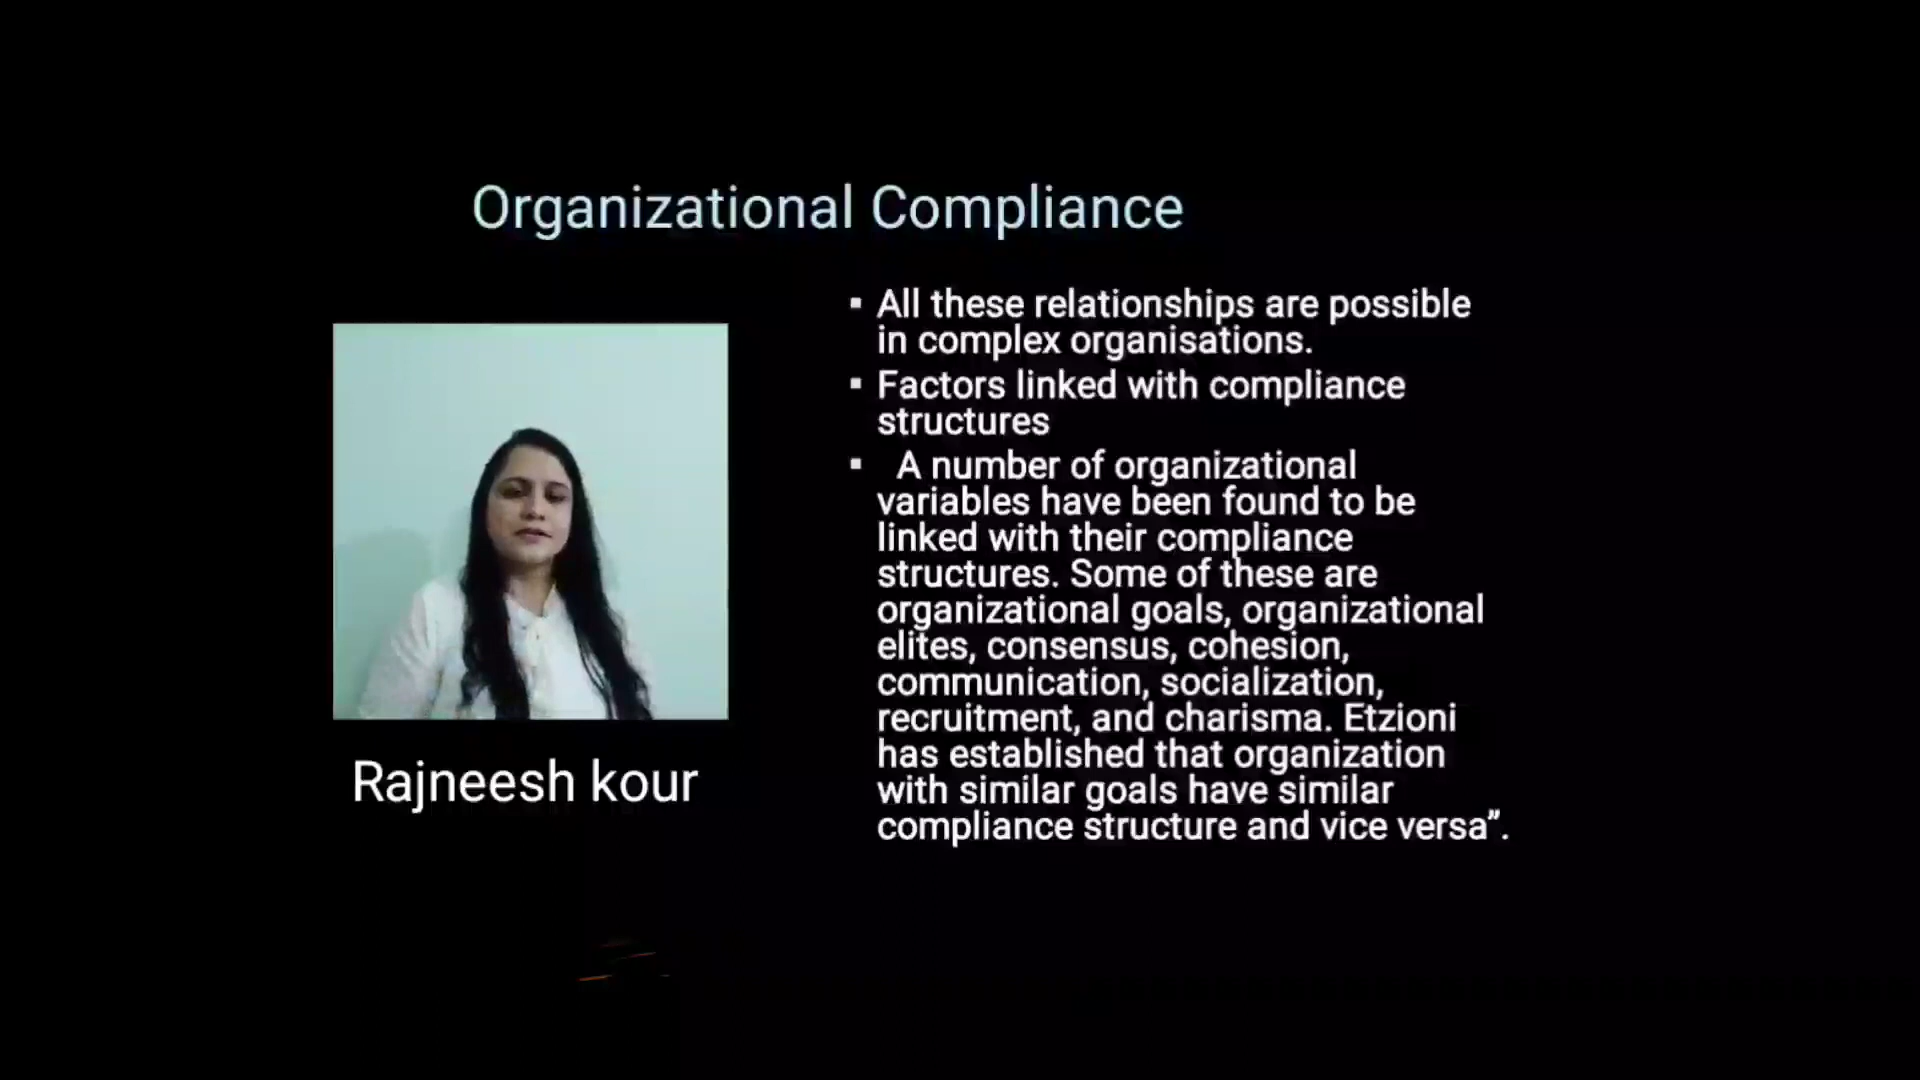 Organizational Compliance
▪ All these relationships are possible
in complex organisations.
▪ Factors linked with compliance
structures
▪ A number of organizational
variables have been found to be
linked with their compliance
structures. Some of these are
organizational goals, organizational
elites, consensus, cohesion,
communication, socialization,
recruitment, and charisma. Etzioni
has established that organization
with similar goals have similar
compliance structure and vice versa”.
Rajneesh kour